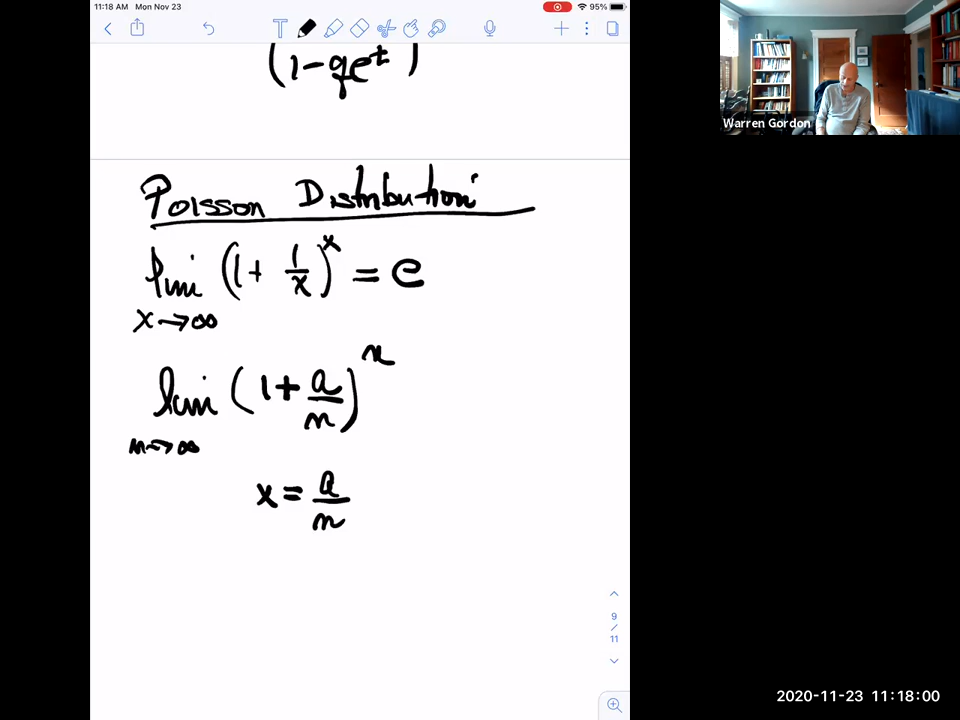 11:18 AM Mon Nov 23
95%
(1-qe^t)
Poisson Distribution
lim (1 + 1/x)^x = e
x→∞
lim (1 + a/n)^n
n→∞
x = a/n
9
/
11
Warren Gordon
2020-11-23 11:18:00